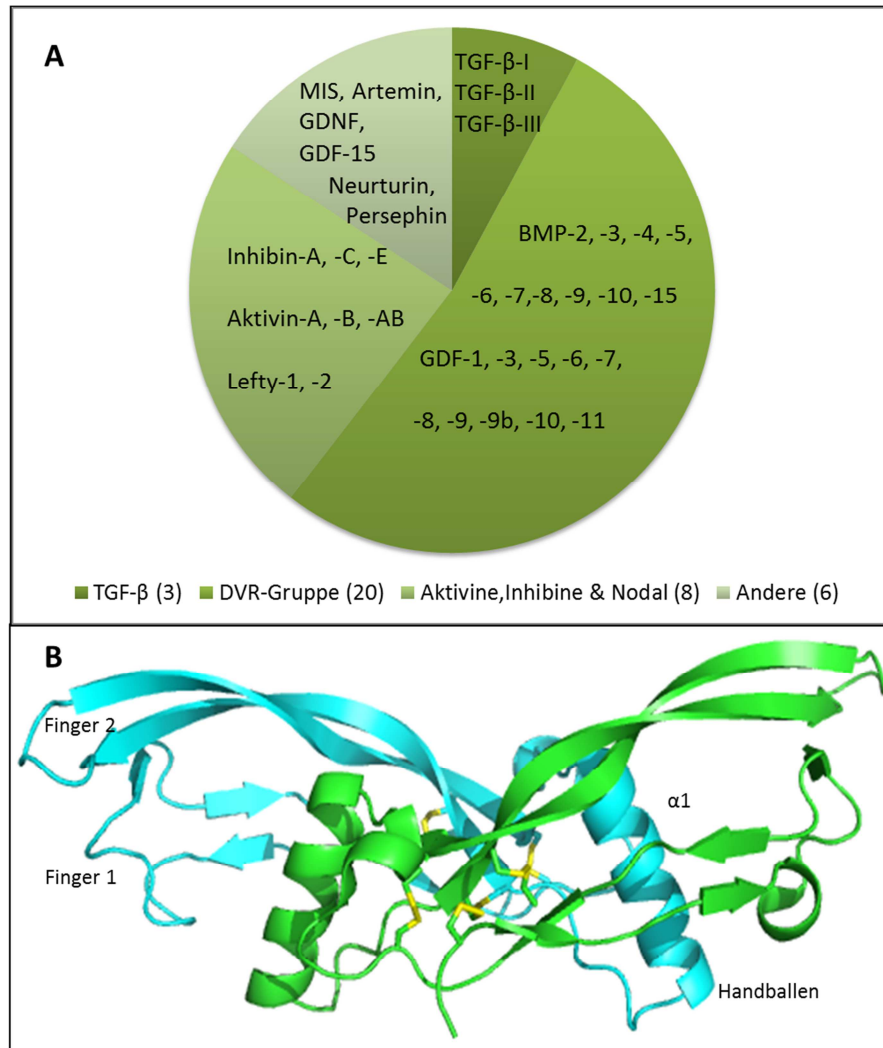 A
TGF-β-I
TGF-β-II
TGF-β-III
MIS, Artemin,
GDNF,
GDF-15
Neurturin,
Persephin
BMP-2, -3, -4, -5,
-6, -7,-8, -9, -10, -15
GDF-1, -3, -5, -6, -7,
-8, -9, -9b, -10, -11
Inhibin-A, -C, -E
Aktivin-A, -B, -AB
Lefty-1, -2
TGF-β (3) DVR-Gruppe (20) Aktivine,Inhibine & Nodal (8) Andere (6)
B
Finger 2
Finger 1
α1
Handballen